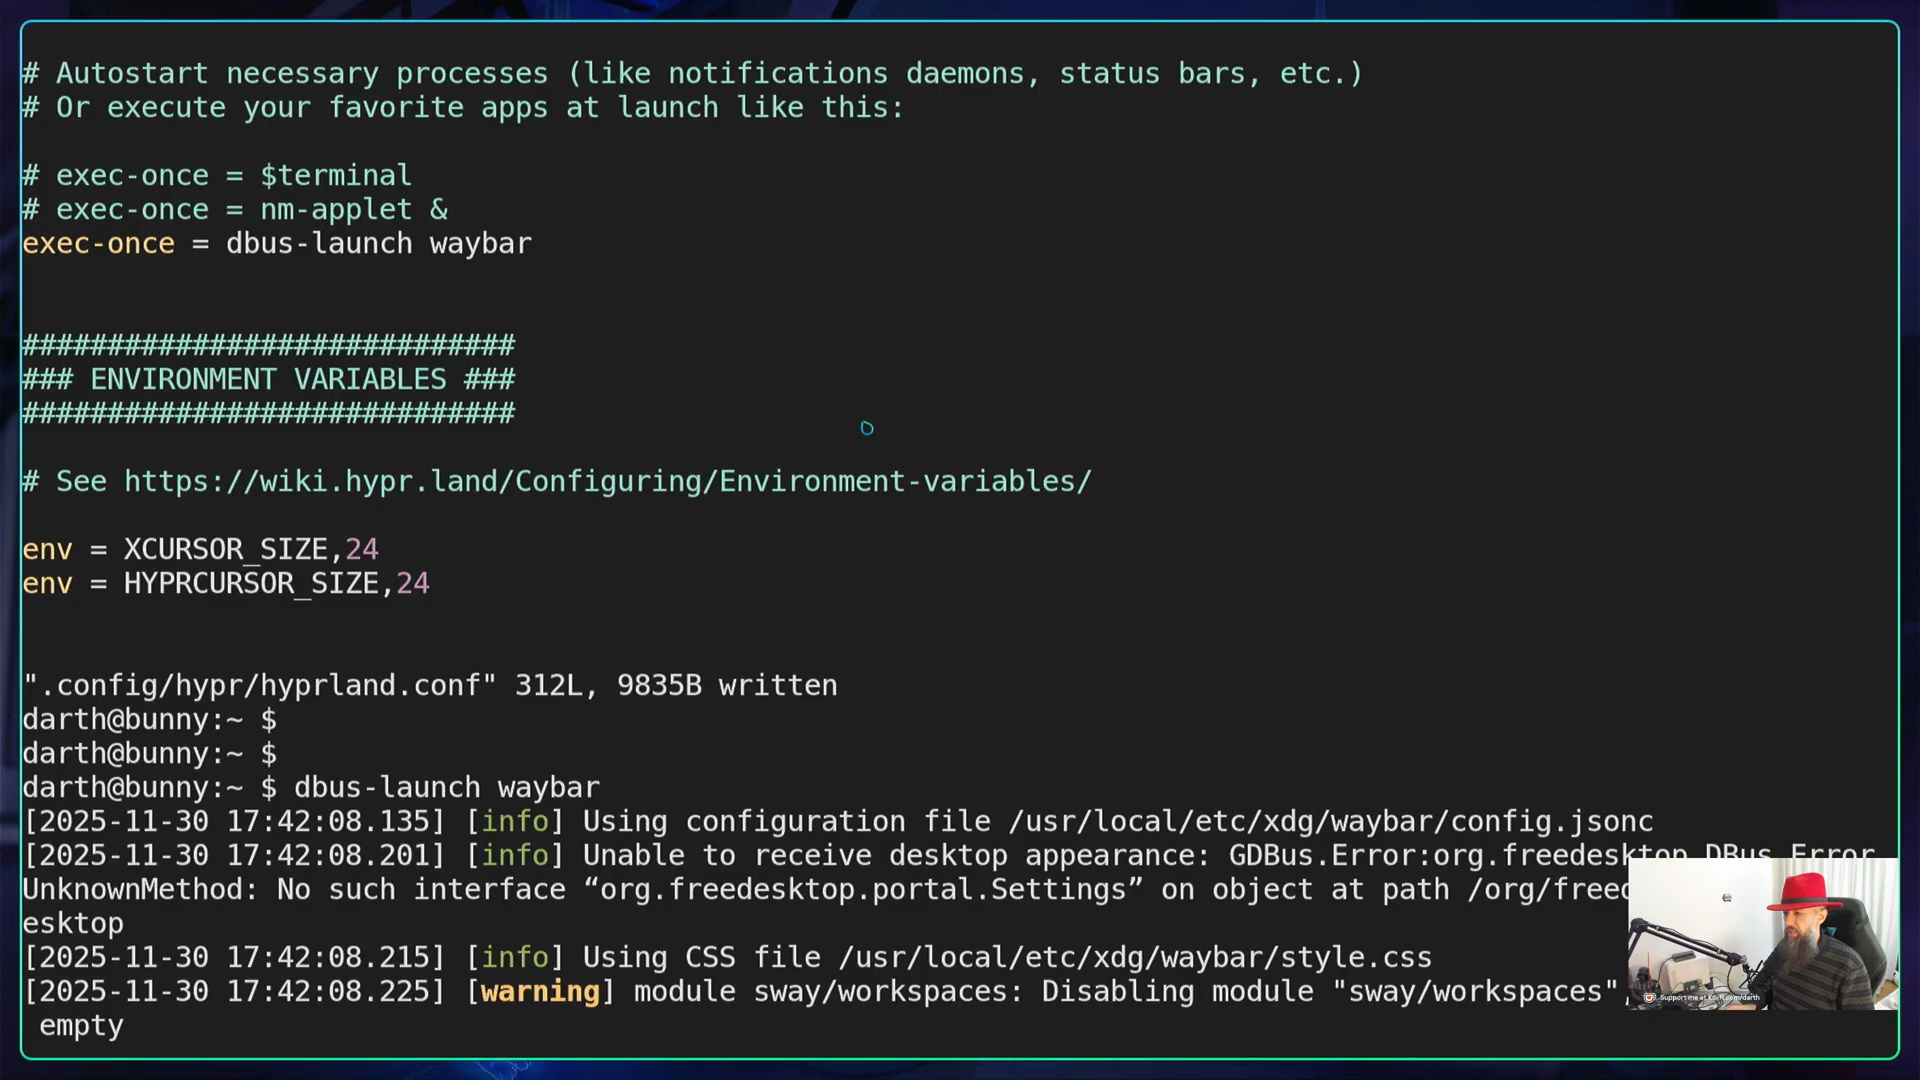 # Autostart necessary processes (like notifications daemons, status bars, etc.)
# Or execute your favorite apps at launch like this:
# exec-once = $terminal
# exec-once = nm-applet &
exec-once = dbus-launch waybar
#############################
### ENVIRONMENT VARIABLES ###
#############################
# See https://wiki.hypr.land/Configuring/Environment-variables/
env = XCURSOR_SIZE,24
env = HYPRCURSOR_SIZE,24
".config/hypr/hyprland.conf" 312L, 9835B written
darth@bunny:~ $
darth@bunny:~ $
darth@bunny:~ $ dbus-launch waybar
[2025-11-30 17:42:08.135] [info] Using configuration file /usr/local/etc/xdg/waybar/config.jsonc
[2025-11-30 17:42:08.201] [info] Unable to receive desktop appearance: GDBus.Error:org.freedesktop.DBus.Error.
UnknownMethod: No such interface “org.freedesktop.portal.Settings” on object at path
esktop
[2025-11-30 17:42:08.215] [info] Using CSS file /usr/local/etc/xdg/waybar/style.css
[2025-11-30 17:42:08.225] [warning] module sway/workspaces: Disabling module "sway/workspaces"
empty
Support me at Ko-fi.com/darth